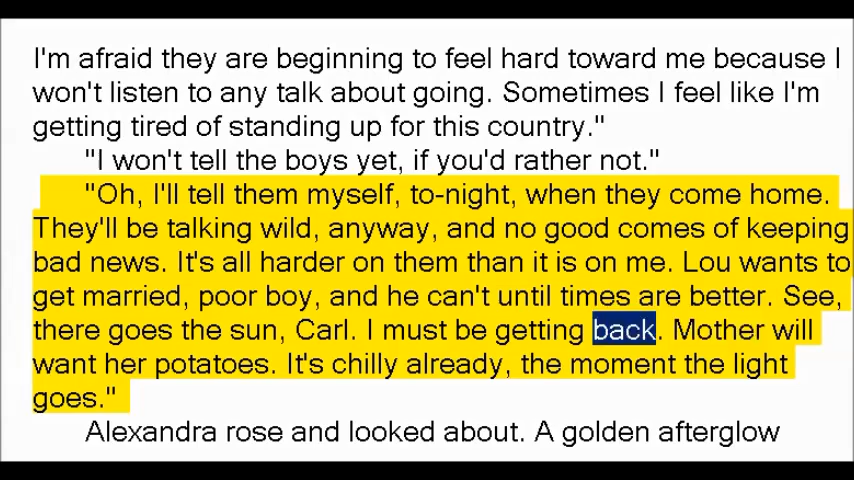 I'm afraid they are beginning to feel hard toward me because I
won't listen to any talk about going. Sometimes I feel like I'm
getting tired of standing up for this country."
"I won't tell the boys yet, if you'd rather not."
"Oh, I'll tell them myself, to-night, when they come home.
They'll be talking wild, anyway, and no good comes of keeping
bad news. It's all harder on them than it is on me. Lou wants to
get married, poor boy, and he can't until times are better. See,
there goes the sun, Carl. I must be getting back. Mother will
want her potatoes. It's chilly already, the moment the light
goes."
Alexandra rose and looked about. A golden afterglow